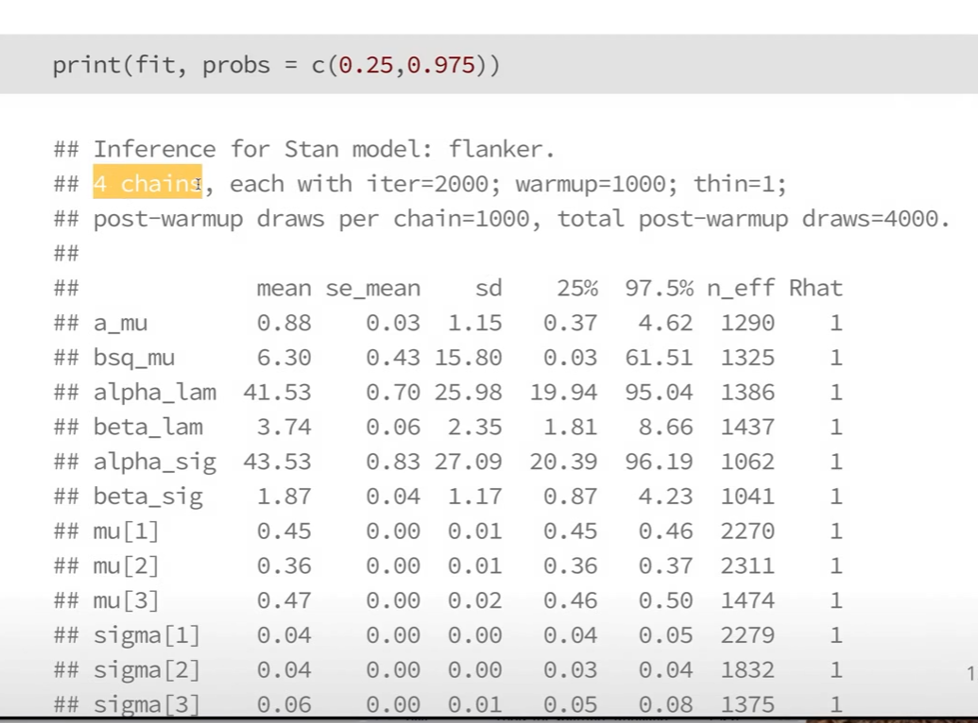 print(fit, probs = c(0.25,0.975))
## Inference for Stan model: flanker.
## 4 chains, each with iter=2000; warmup=1000; thin=1;
## post-warmup draws per chain=1000, total post-warmup draws=4000.
##
## mean se_mean sd 25% 97.5% n_eff Rhat
## a_mu 0.88 0.03 1.15 0.37 4.62 1290 1
## bsq_mu 6.30 0.43 15.80 0.03 61.51 1325 1
## alpha_lam 41.53 0.70 25.98 19.94 95.04 1386 1
## beta_lam 3.74 0.06 2.35 1.81 8.66 1437 1
## alpha_sig 43.53 0.83 27.09 20.39 96.19 1062 1
## beta_sig 1.87 0.04 1.17 0.87 4.23 1041 1
## mu[1] 0.45 0.00 0.01 0.45 0.46 2270 1
## mu[2] 0.36 0.00 0.01 0.36 0.37 2311 1
## mu[3] 0.47 0.00 0.02 0.46 0.50 1474 1
## sigma[1] 0.04 0.00 0.00 0.04 0.05 2279 1
## sigma[2] 0.04 0.00 0.00 0.03 0.04 1832 1
## sigma[3] 0.06 0.00 0.01 0.05 0.08 1375 1